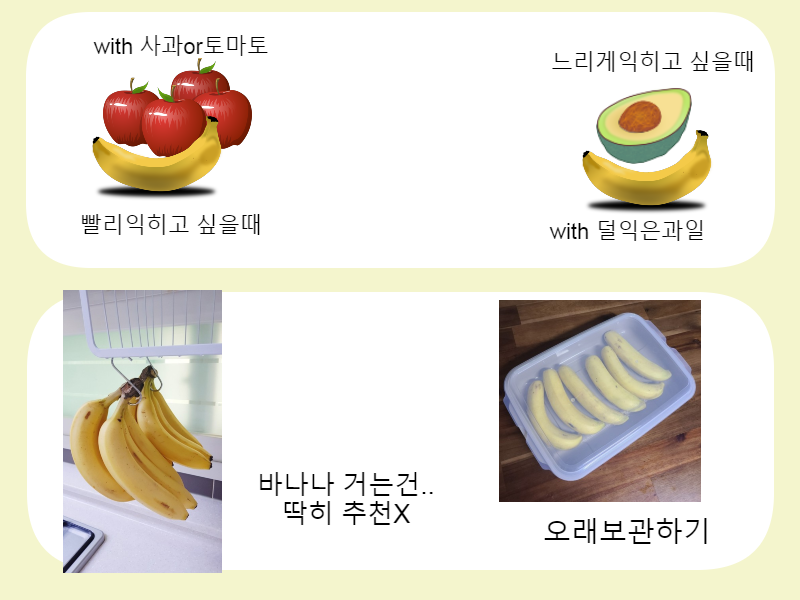 with 사과or토마토
느리게익히고 싶을때
빨리익히고 싶을때
with 덜익은과일
바나나 거는건..
딱히 추천X
오래보관하기